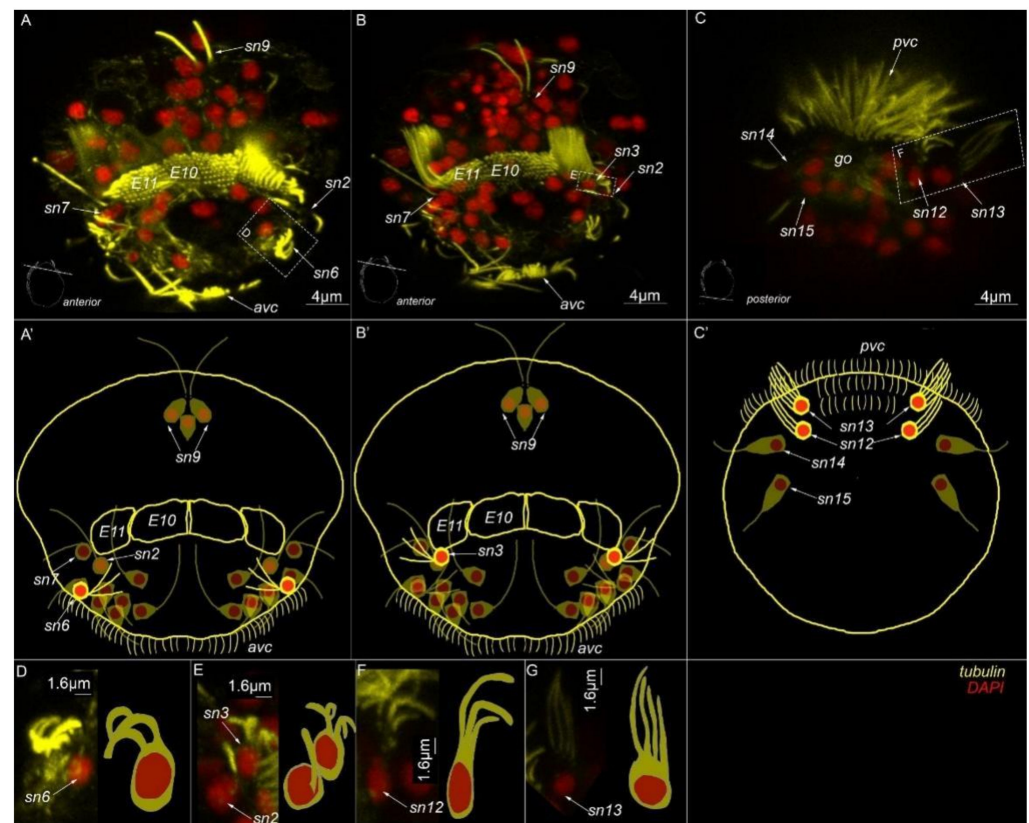 A
sn9
E11 E10
sn7
sn2
D
sn6
anterior
avc
4µm
B
sn9
E11 E10
E
sn3
sn2
sn7
anterior
avc
4µm
C
pvc
sn14
go
F
sn15
sn12
sn13
posterior
4µm
A'
sn9
E11
E10
sn2
sn7
sn6
avc
B'
sn9
E11
E10
sn3
avc
C'
pvc
sn13
sn12
sn14
sn15
D
1.6µm
sn6
E
1.6µm
sn3
sn2
F
1.6µm
sn12
G
1.6µm
sn13
tubulin
DAPI